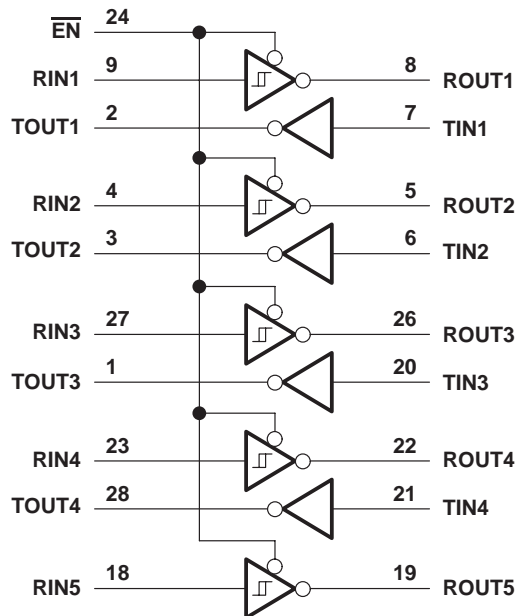 EN 24
RIN1 9 8 ROUT1
TOUT1 2 7 TIN1
RIN2 4 5 ROUT2
TOUT2 3 6 TIN2
RIN3 27 26 ROUT3
TOUT3 1 20 TIN3
RIN4 23 22 ROUT4
TOUT4 28 21 TIN4
RIN5 18 19 ROUT5